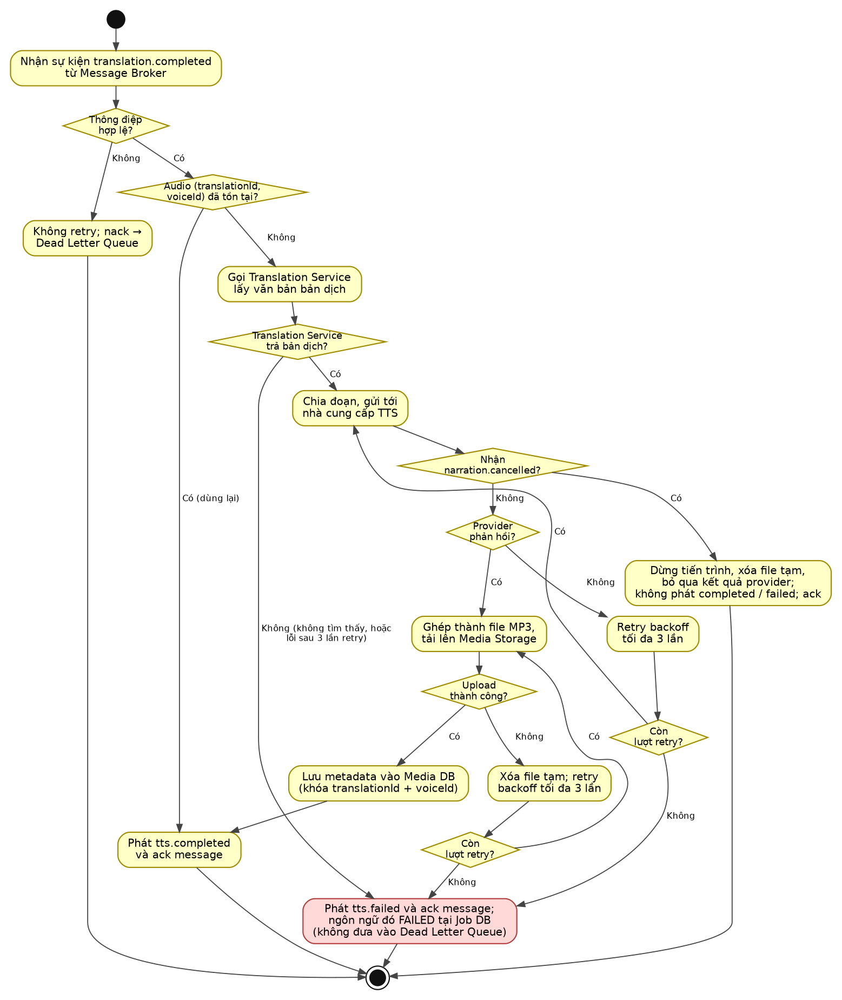 Nhận sự kiện translation.completed
từ Message Broker
Thông điệp
hợp lệ?
Không
Có
Audio (translationId,
voiceId) đã tồn tại?
Không retry; nack →
Dead Letter Queue
Không
Gọi Translation Service
lấy văn bản bản dịch
Translation Service
trả bản dịch?
Có
Chia đoạn, gửi tới
nhà cung cấp TTS
Nhận
narration.cancelled?
Có (dùng lại)
Không
Có
Provider
phản hồi?
Có
Có
Không
Dừng tiến trình, xóa file tạm,
bỏ qua kết quả provider;
không phát completed / failed; ack
Không (không tìm thấy, hoặc
lỗi sau 3 lần retry)
Ghép thành file MP3,
tải lên Media Storage
Retry backoff
tối đa 3 lần
Upload
thành công?
Có
Không
Có
Còn
lượt retry?
Lưu metadata vào Media DB
(khóa translationId + voiceId)
Xóa file tạm; retry
backoff tối đa 3 lần
Không
Phát tts.completed
và ack message
Còn
lượt retry?
Không
Phát tts.failed và ack message;
ngôn ngữ đó FAILED tại Job DB
(không đưa vào Dead Letter Queue)